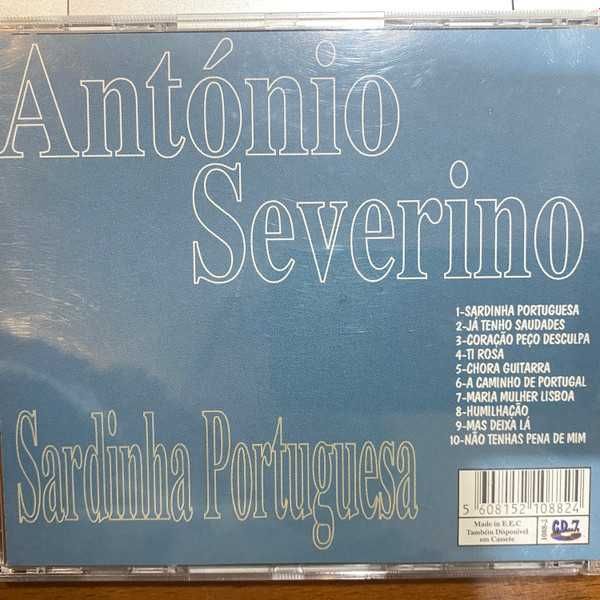 António
Severino
1-SARDINHA PORTUGUESA
2-JÁ TENHO SAUDADES
3-CORAÇÃO PEÇO DESCULPA
4-TI ROSA
5-CHORA GUITARRA
6-A CAMINHO DE PORTUGAL
7-MARIA MULHER LISBOA
8-HUMILHAÇÃO
9-MAS DEIXA LÁ
10-NÃO TENHAS PENA DE MIM
Sardinha Portuguesa
5 608152 108824
Made in E.E.C
Também Disponível
em Cassete
1088-2
CD-7